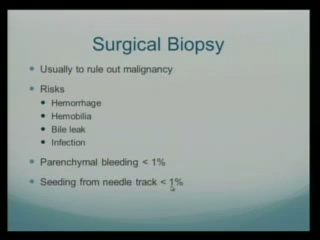 Surgical Biopsy
Usually to rule out malignancy
Risks
Hemorrhage
Hemobilia
Bile leak
Infection
Parenchymal bleeding < 1%
Seeding from needle track < 1%